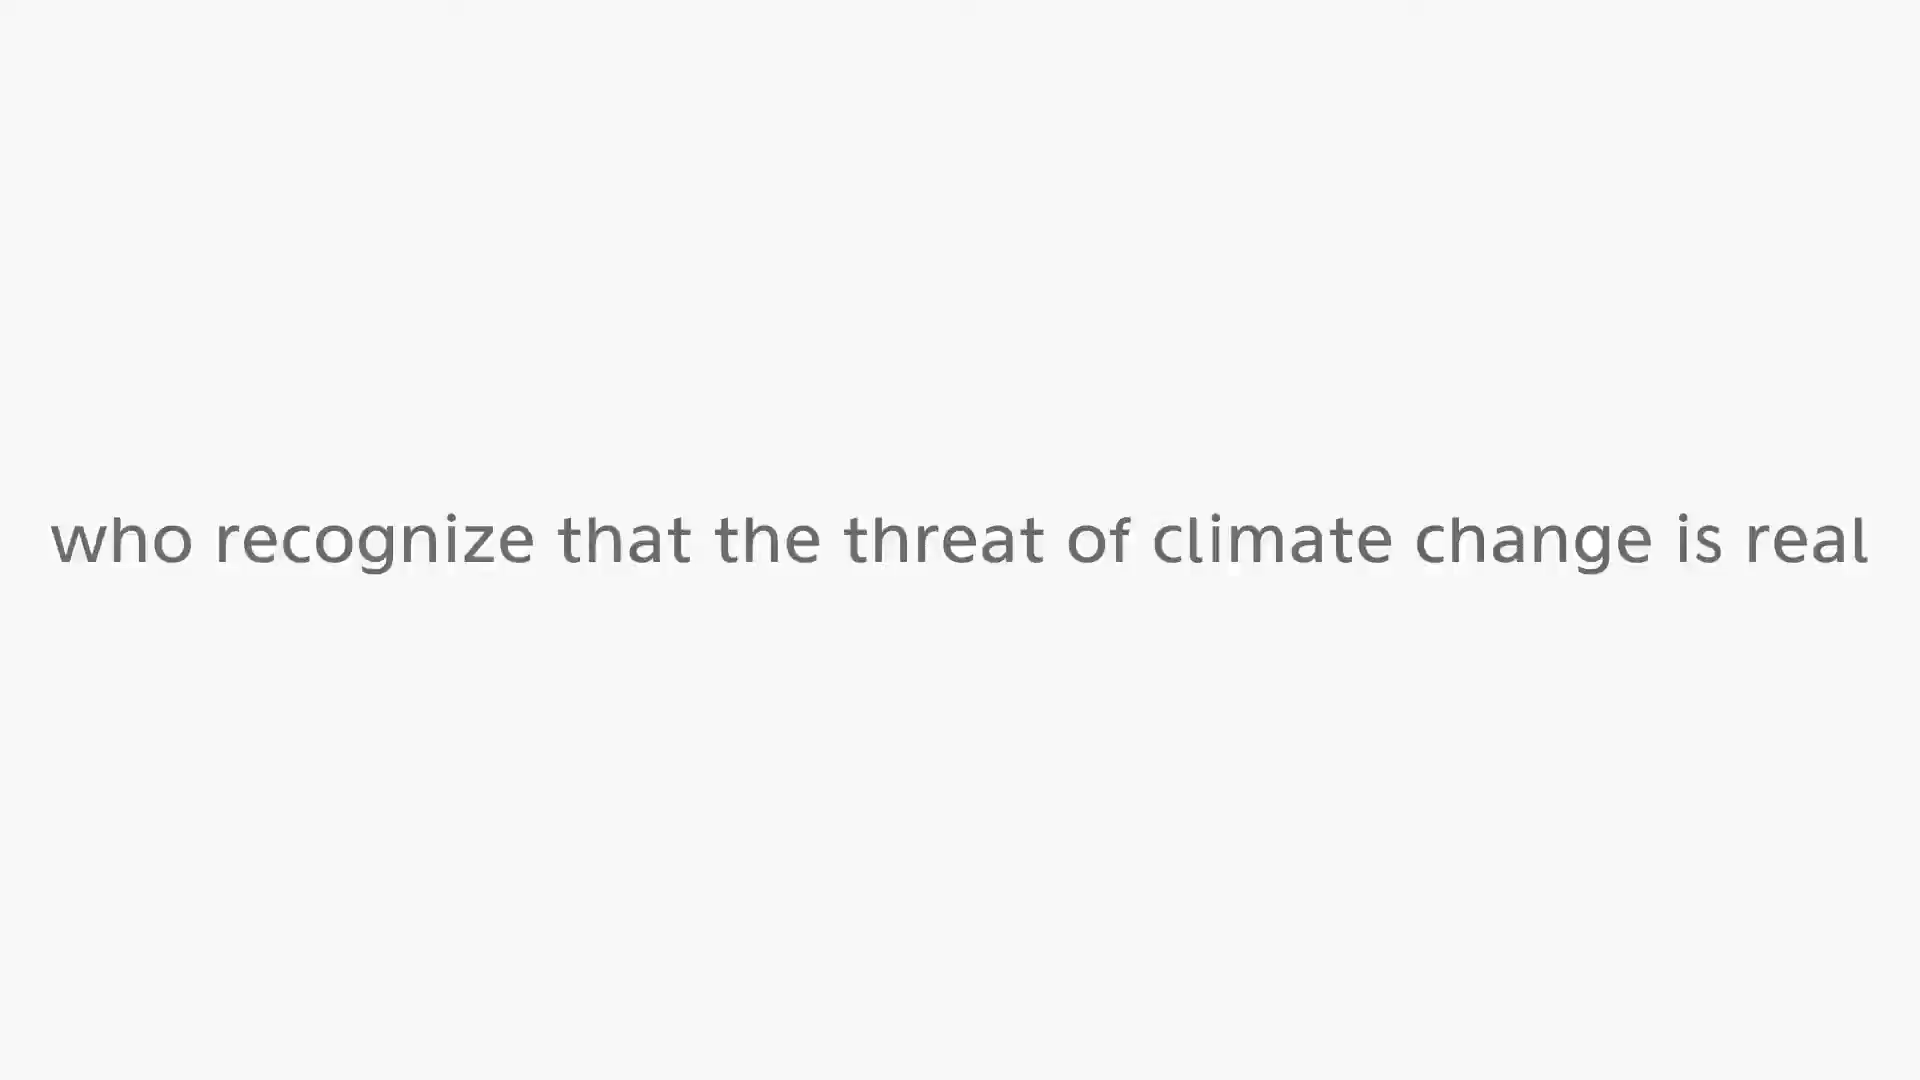 who recognize that the threat of climate change is real